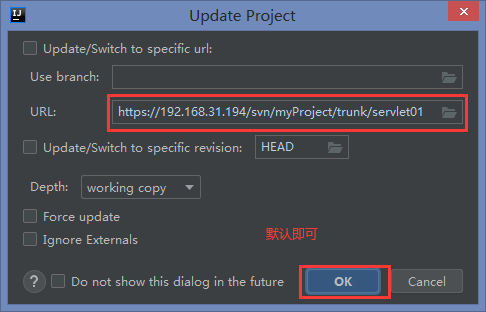 IJ Update Project
Update/Switch to specific url:
Use branch:
URL: https://192.168.31.194/svn/myProject/trunk/servlet01
Update/Switch to specific revision: HEAD
Depth: working copy
Force update
Ignore Externals
默认即可
? Do not show this dialog in the future OK Cancel